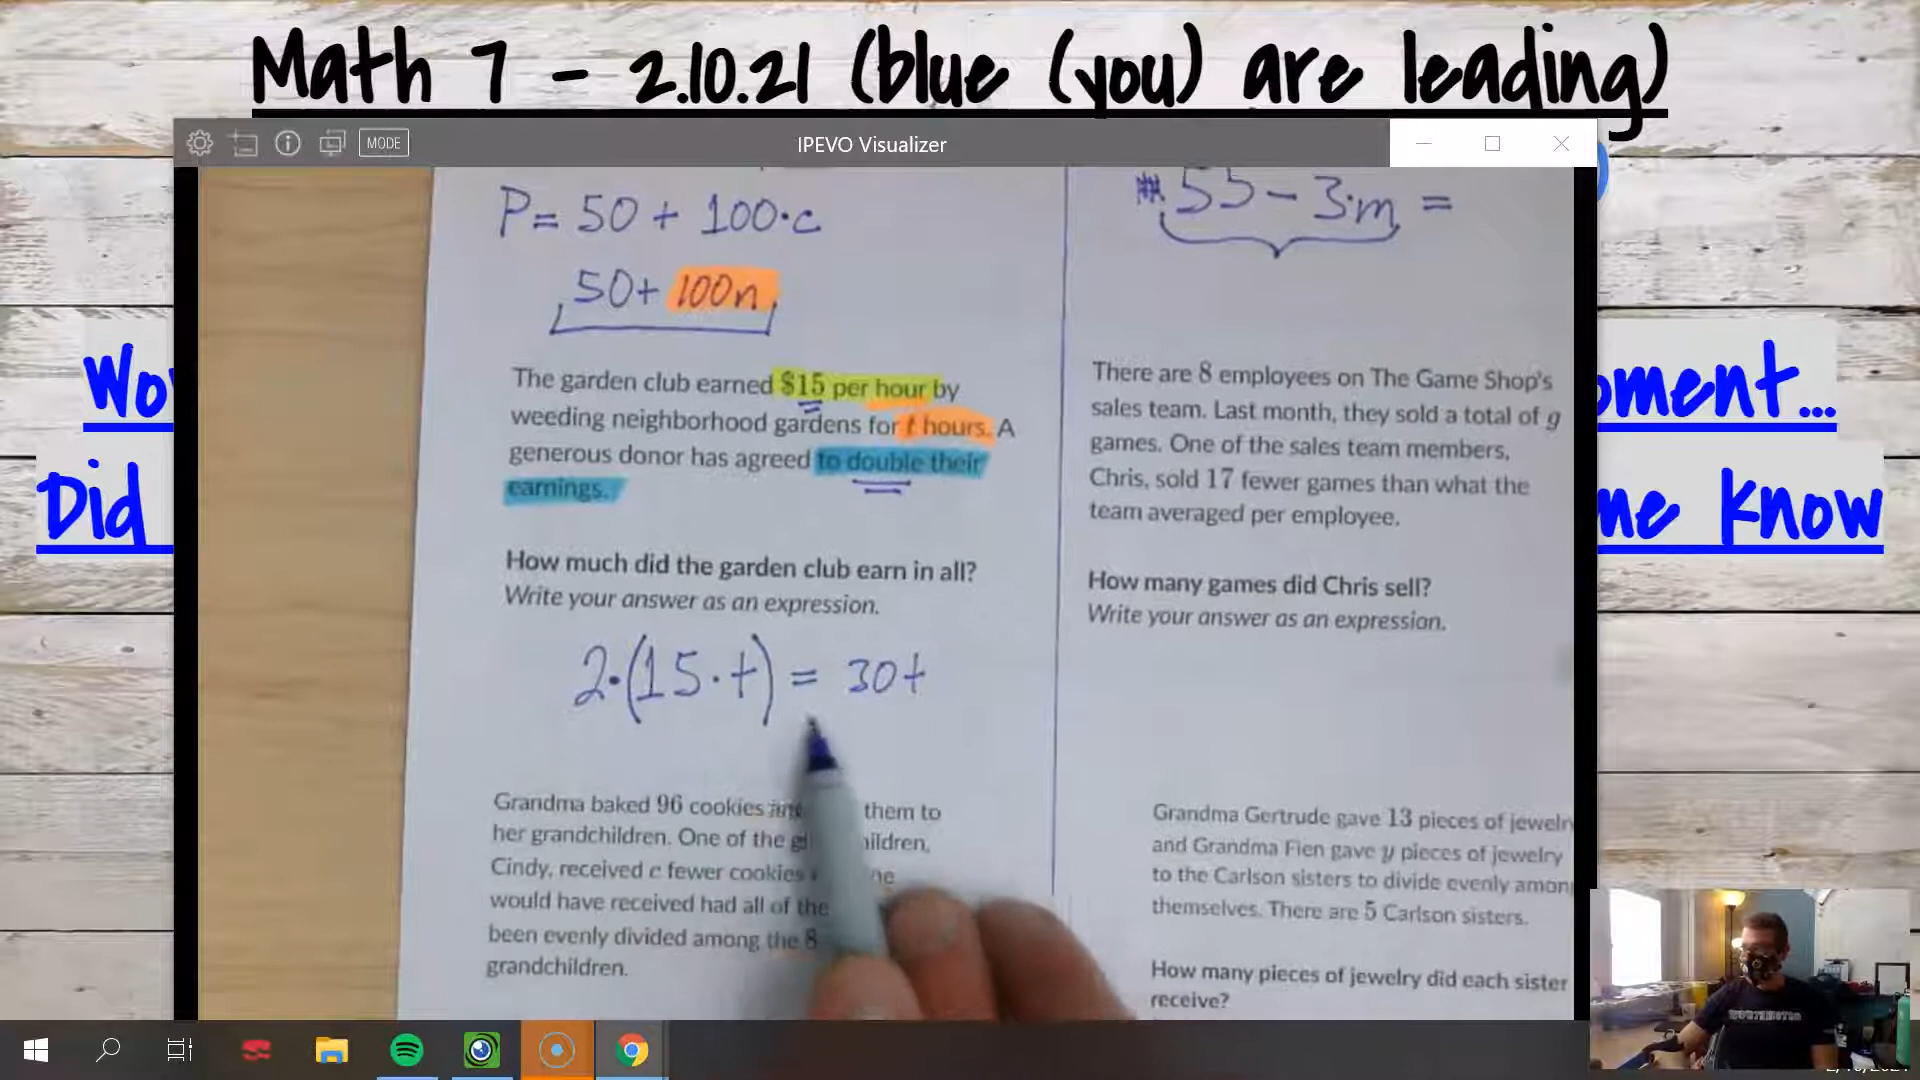 Math 7 - 2.10.21 (blue (you) are leading)
MODE
IPEVO Visualizer
P = 50 + 100·c
50+ 100n
55 - 3·m =
The garden club earned $15 per hour by
weeding neighborhood gardens for t hours. A
generous donor has agreed to double their
earnings.
How much did the garden club earn in all?
Write your answer as an expression.
2·(15·t) = 30t
Grandma baked 96 cookies them to
her grandchildren. One of the
Cindy, received c fewer cookies
would have received had all of the
been evenly divided among the 8
grandchildren.
There are 8 employees on The Game Shop's
sales team. Last month, they sold a total of g
games. One of the sales team members,
Chris, sold 17 fewer games than what the
team averaged per employee.
How many games did Chris sell?
Write your answer as an expression.
Grandma Gertrude gave 13 pieces of
and Grandma Fien gave y pieces of jewelry
to the Carlson sisters to divide evenly
themselves. There are 5 Carlson sisters.
How many pieces of jewelry did each sister
receive?
Did
Know